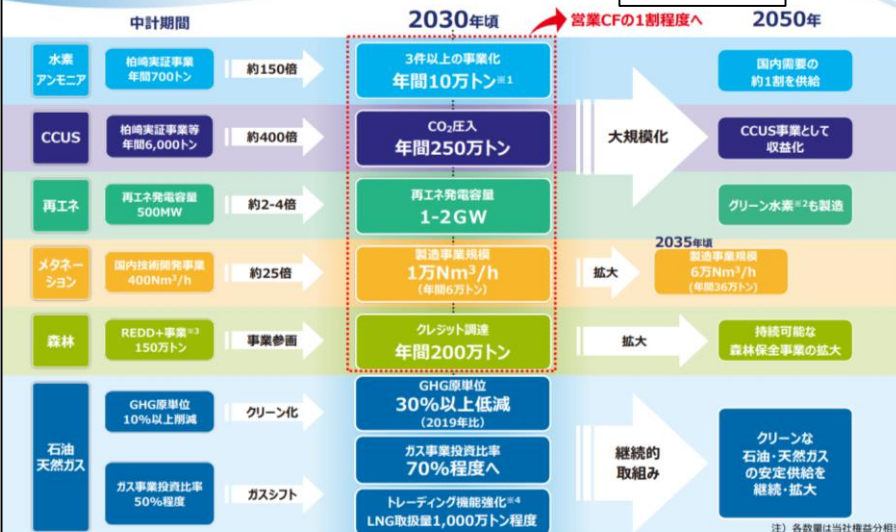 中計期間
2030年頃
営業CFの1割程度へ
2050年
水素
アンモニア
柏崎実証事業
年間700トン
約150倍
3件以上の事業化
年間10万トン※1
国内需要の
約1割を供給
CCUS
柏崎実証事業等
年間6,000トン
約400倍
CO₂圧入
年間250万トン
大規模化
CCUS事業として
収益化
再エネ
再エネ発電容量
500MW
約2-4倍
再エネ発電容量
1-2GW
グリーン水素※2も製造
メタネー
ション
国内技術開発事業
400Nm³/h
約25倍
製造事業規模
1万Nm³/h
(年間6万トン)
拡大
2035年頃
製造事業規模
6万Nm³/h
(年間36万トン)
森林
REDD+事業※3
150万トン
事業参画
クレジット調達
年間200万トン
拡大
持続可能な
森林保全事業の拡大
石油
天然ガス
GHG原単位
10%以上削減
クリーン化
GHG原単位
30%以上低減
(2019年比)
ガス事業投資比率
50%程度
ガスシフト
ガス事業投資比率
70%程度へ
トレーディング機能強化※4
LNG取扱量1,000万トン程度
継続的
取組み
クリーンな
石油・天然ガス
の安定供給を
継続・拡大
注）各数量は当社権益分相当